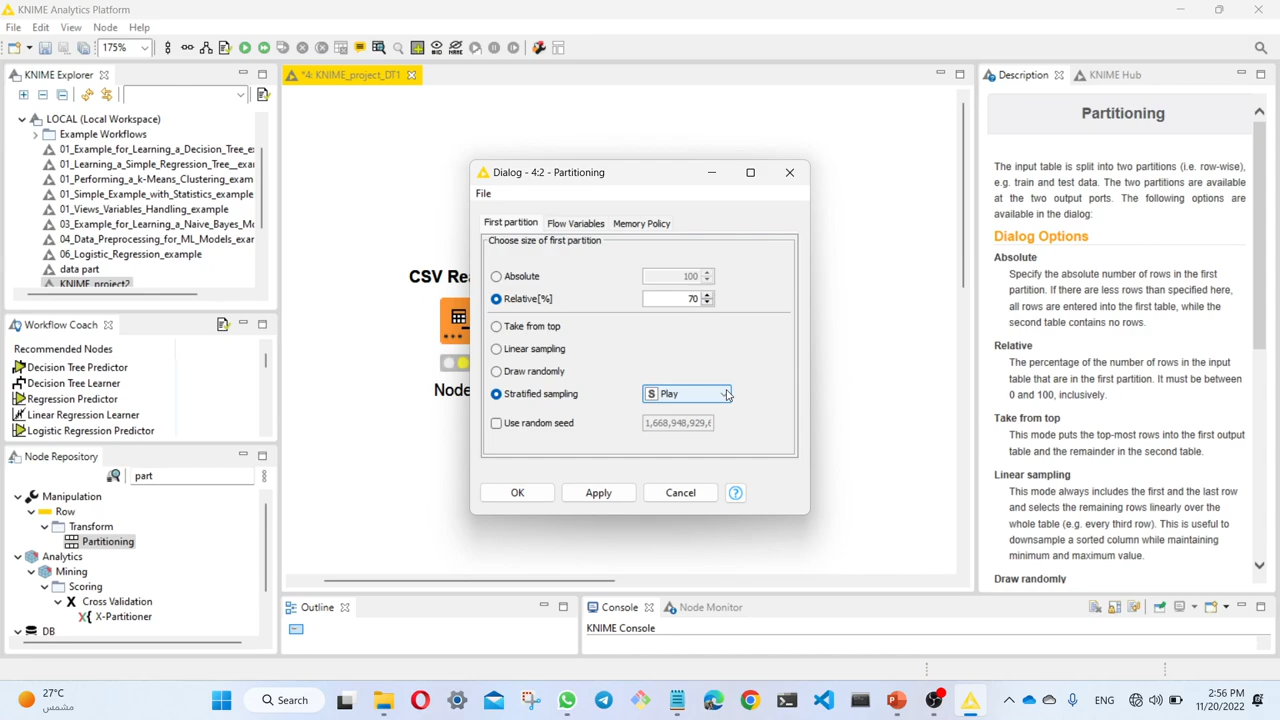 KNIME Analytics Platform
File Edit View Node Help
175%
KNIME Explorer
*4: KNIME_project_DT1
Description
KNIME Hub
LOCAL (Local Workspace)
Example Workflows
01_Example_for_Learning_a_Decision_Tree_e
01_Learning_a_Simple_Regression_Tree__exa
01_Performing_a_k-Means_Clustering_exam
01_Simple_Example_with_Statistics_example
01_Views_Variables_Handling_example
03_Example_for_Learning_a_Naive_Bayes_Mo
04_Data_Preprocessing_for_ML_Models_exam
06_Logistic_Regression_example
data part
KNIME_project2
Workflow Coach
Recommended Nodes
Decision Tree Predictor
Decision Tree Learner
Regression Predictor
Linear Regression Learner
Logistic Regression Predictor
Node Repository
part
Manipulation
Row
Transform
Partitioning
Analytics
Mining
Scoring
Cross Validation
X-Partitioner
DB
CSV Rea
Node
Dialog - 4:2 - Partitioning
File
First partition Flow Variables Memory Policy
Choose size of first partition
Absolute 100
Relative[%] 70
Take from top
Linear sampling
Draw randomly
Stratified sampling S Play
Use random seed 1,668,948,929,6
OK Apply Cancel ?
Partitioning
The input table is split into two partitions (i.e. row-wise),
e.g. train and test data. The two partitions are available
at the two output ports. The following options are
available in the dialog:
Dialog Options
Absolute
Specify the absolute number of rows in the first
partition. If there are less rows than specified here,
all rows are entered into the first table, while the
second table contains no rows.
Relative
The percentage of the number of rows in the input
table that are in the first partition. It must be between
0 and 100, inclusively.
Take from top
This mode puts the top-most rows into the first output
table and the remainder in the second table.
Linear sampling
This mode always includes the first and the last row
and selects the remaining rows linearly over the
whole table (e.g. every third row). This is useful to
downsample a sorted column while maintaining
minimum and maximum value.
Draw randomly
Outline
Console
Node Monitor
KNIME Console
27°C
مشمس
Search
ENG
2:56 PM
11/20/2022